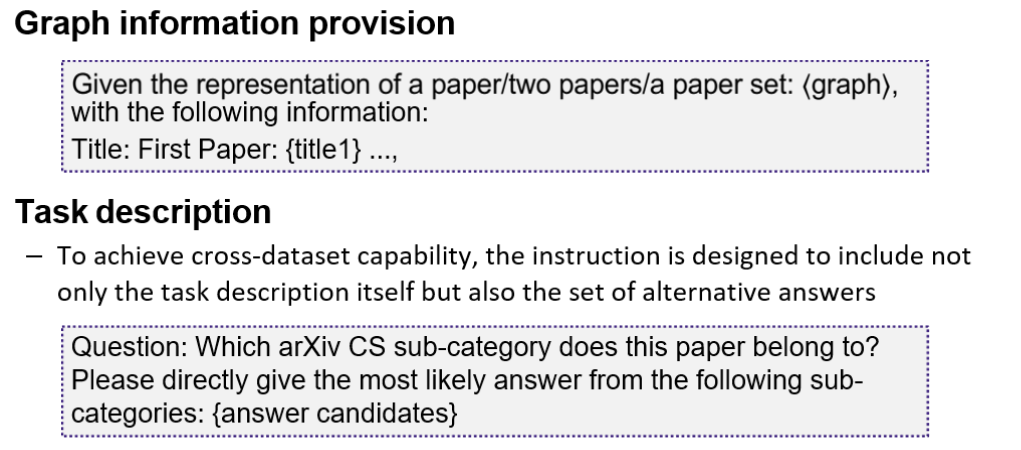 Graph information provision
Given the representation of a paper/two papers/a paper set: ⟨graph⟩,
with the following information:
Title: First Paper: {title1} ...,
Task description
– To achieve cross-dataset capability, the instruction is designed to include not
only the task description itself but also the set of alternative answers
Question: Which arXiv CS sub-category does this paper belong to?
Please directly give the most likely answer from the following sub-
categories: {answer candidates}